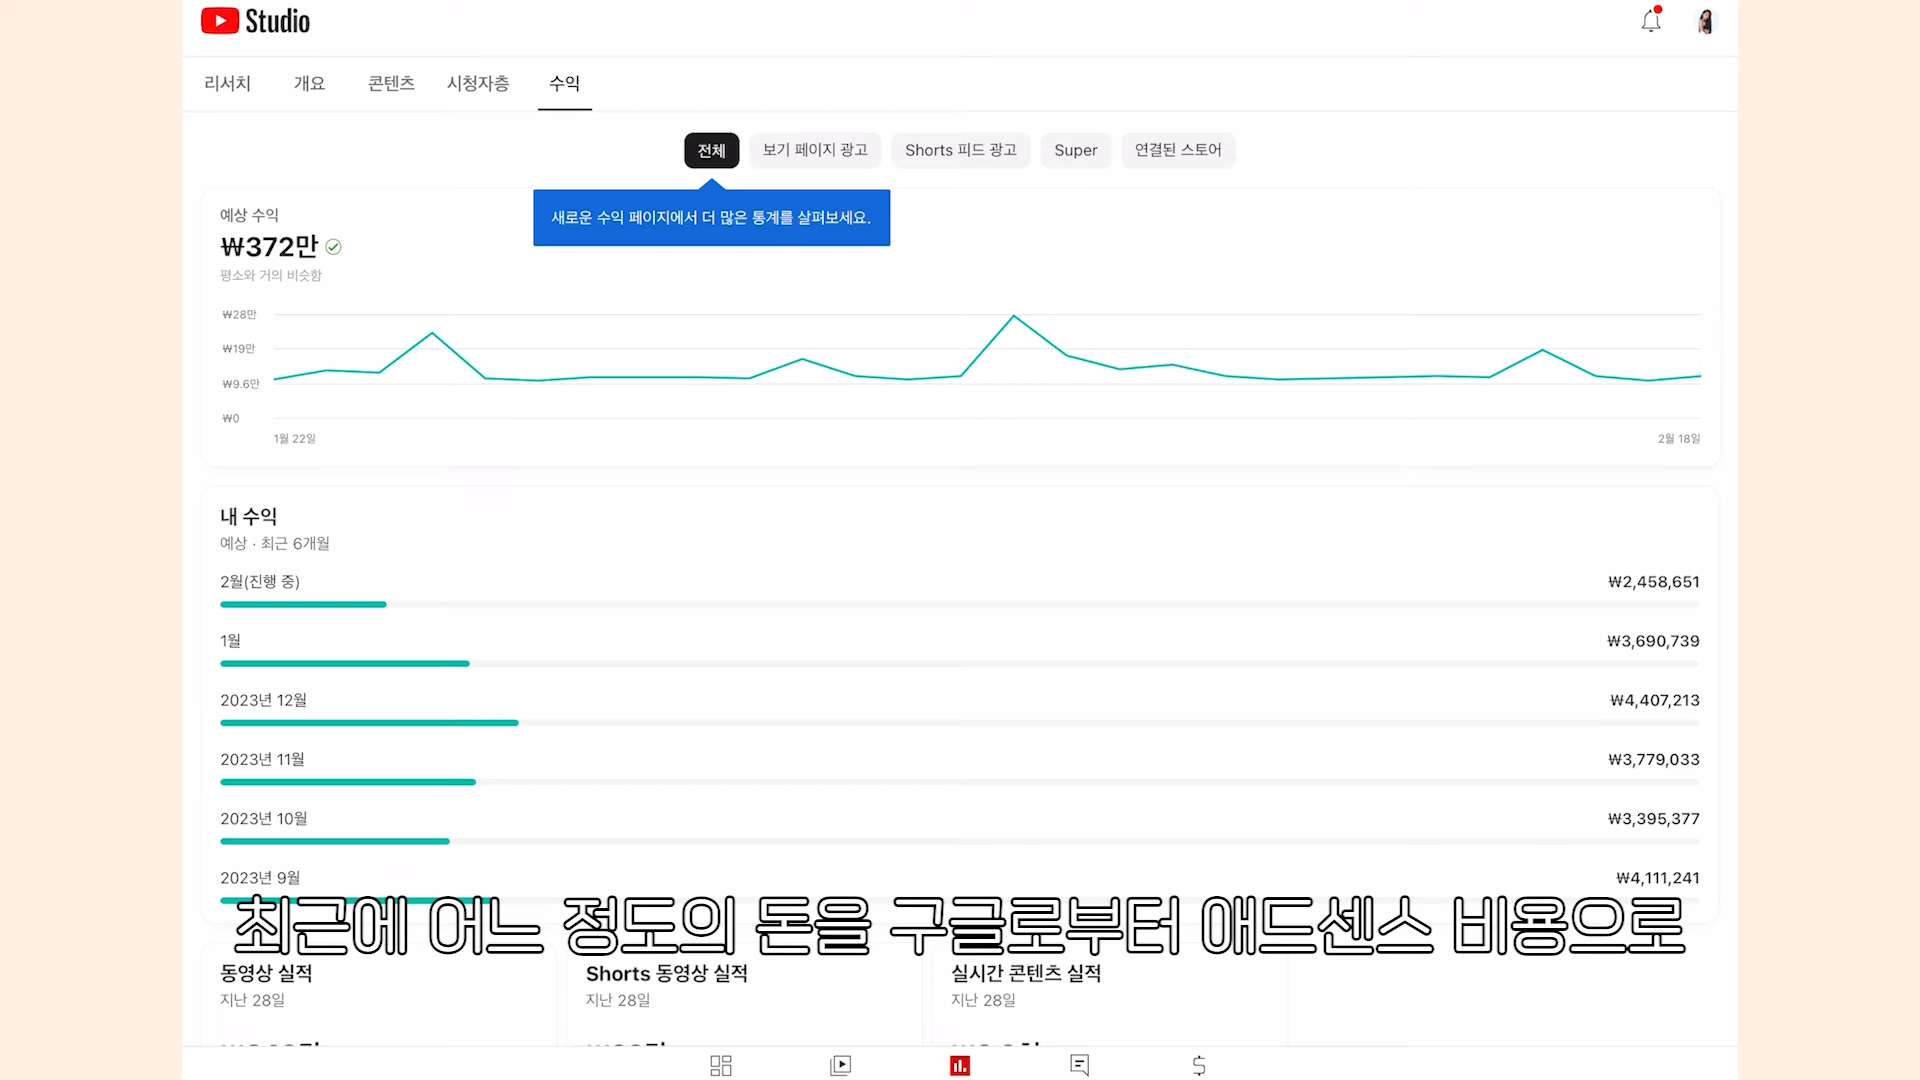 Studio
리서치 개요 콘텐츠 시청자층 수익
전체 보기 페이지 광고 Shorts 피드 광고 Super 연결된 스토어
새로운 수익 페이지에서 더 많은 통계를 살펴보세요.
예상 수익
₩372만
평소와 거의 비슷함
₩28만
₩19만
₩9.6만
₩0
1월 22일 2월 18일
내 수익
예상 · 최근 6개월
2월(진행 중) ₩2,458,651
1월 ₩3,690,739
2023년 12월 ₩4,407,213
2023년 11월 ₩3,779,033
2023년 10월 ₩3,395,377
2023년 9월 ₩4,111,241
최근에 어느 정도의 돈을 구글로부터 애드센스 비용으로
동영상 실적 Shorts 동영상 실적 실시간 콘텐츠 실적
지난 28일 지난 28일 지난 28일